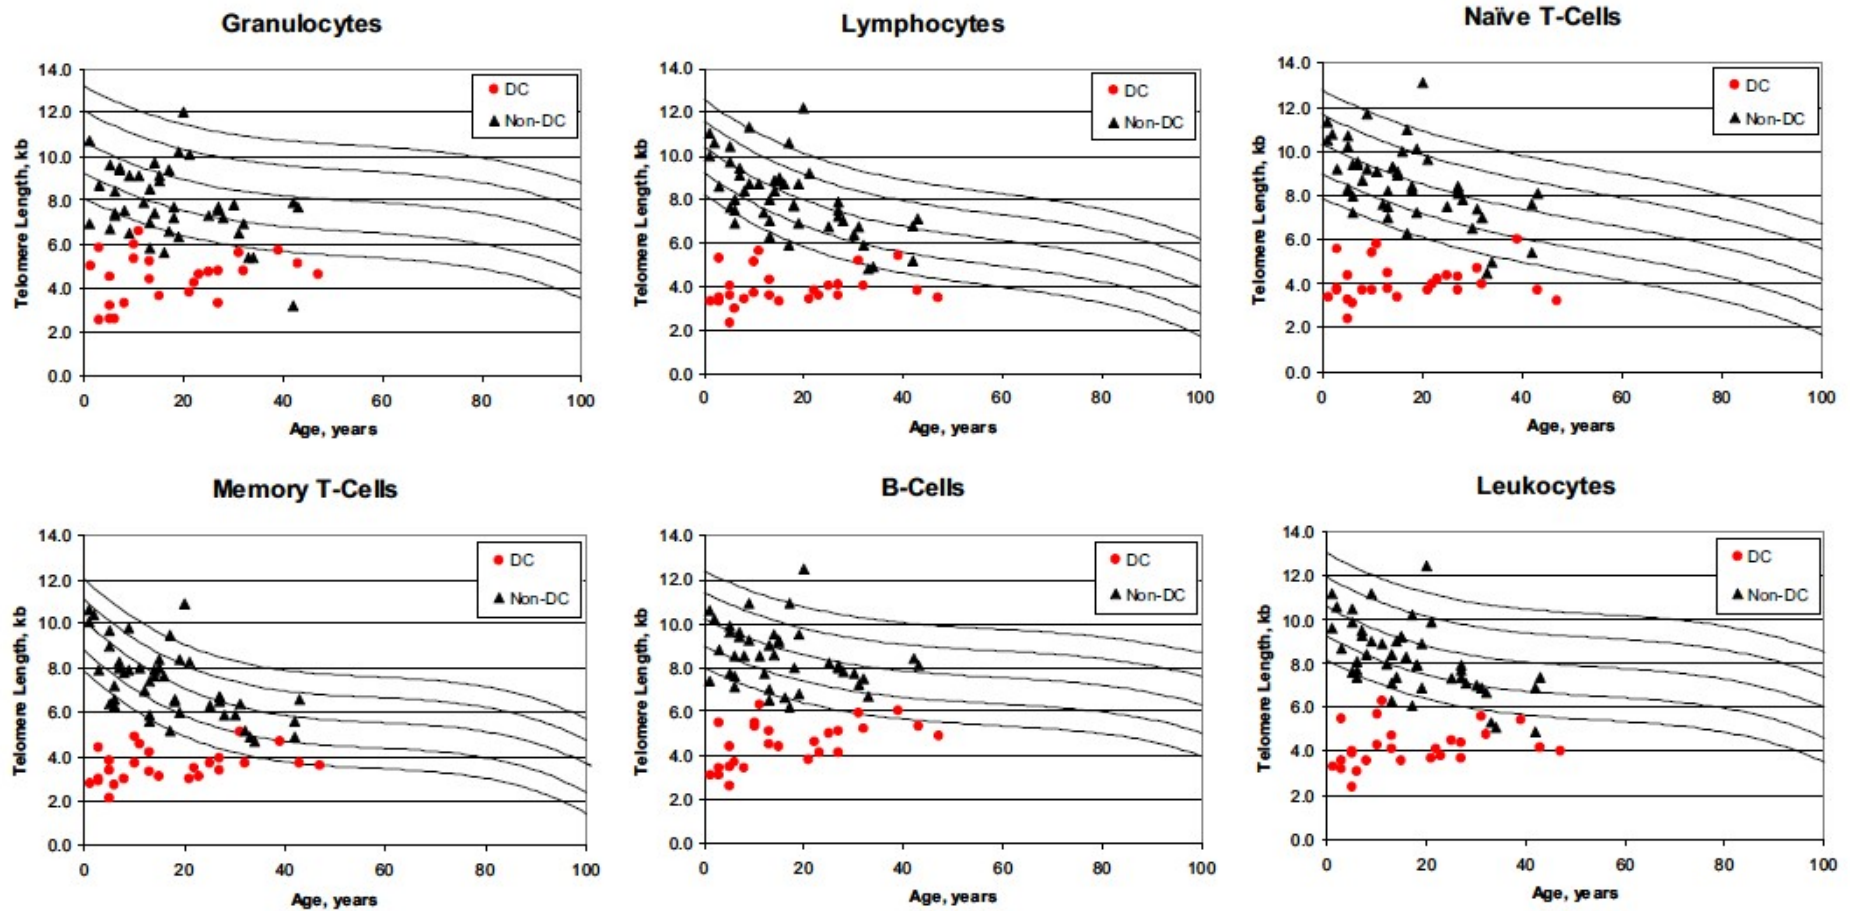 Granulocytes
14.0
12.0
10.0
8.0
6.0
4.0
2.0
0.0
Telomere Length, kb
DC
Non-DC
0 20 40 60 80 100
Age, years
Lymphocytes
14.0
12.0
10.0
8.0
6.0
4.0
2.0
0.0
Telomere Length, kb
DC
Non-DC
0 20 40 60 80 100
Age, years
Naïve T-Cells
14.0
12.0
10.0
8.0
6.0
4.0
2.0
0.0
Telomere Length, kb
DC
Non-DC
0 20 40 60 80 100
Age, years
Memory T-Cells
14.0
12.0
10.0
8.0
6.0
4.0
2.0
0.0
Telomere Length, kb
DC
Non-DC
0 20 40 60 80 100
Age, years
B-Cells
14.0
12.0
10.0
8.0
6.0
4.0
2.0
0.0
Telomere Length, kb
DC
Non-DC
0 20 40 60 80 100
Age, years
Leukocytes
14.0
12.0
10.0
8.0
6.0
4.0
2.0
0.0
Telomere Length, kb
DC
Non-DC
0 20 40 60 80 100
Age, years